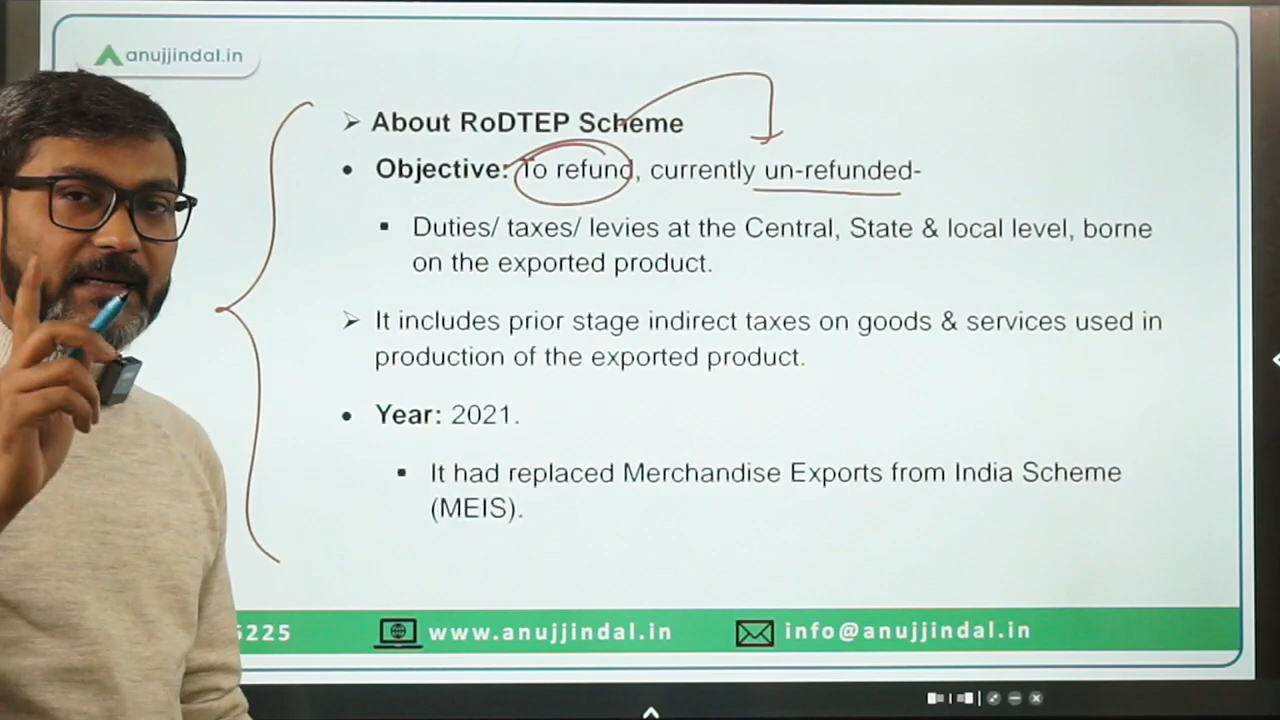 anujjindal.in
➤ About RoDTEP Scheme
• Objective: To refund, currently un-refunded-
▪ Duties/ taxes/ levies at the Central, State & local level, borne
on the exported product.
➤ It includes prior stage indirect taxes on goods & services used in
production of the exported product.
• Year: 2021.
▪ It had replaced Merchandise Exports from India Scheme
(MEIS).
5225 www.anujjindal.in info@anujjindal.in